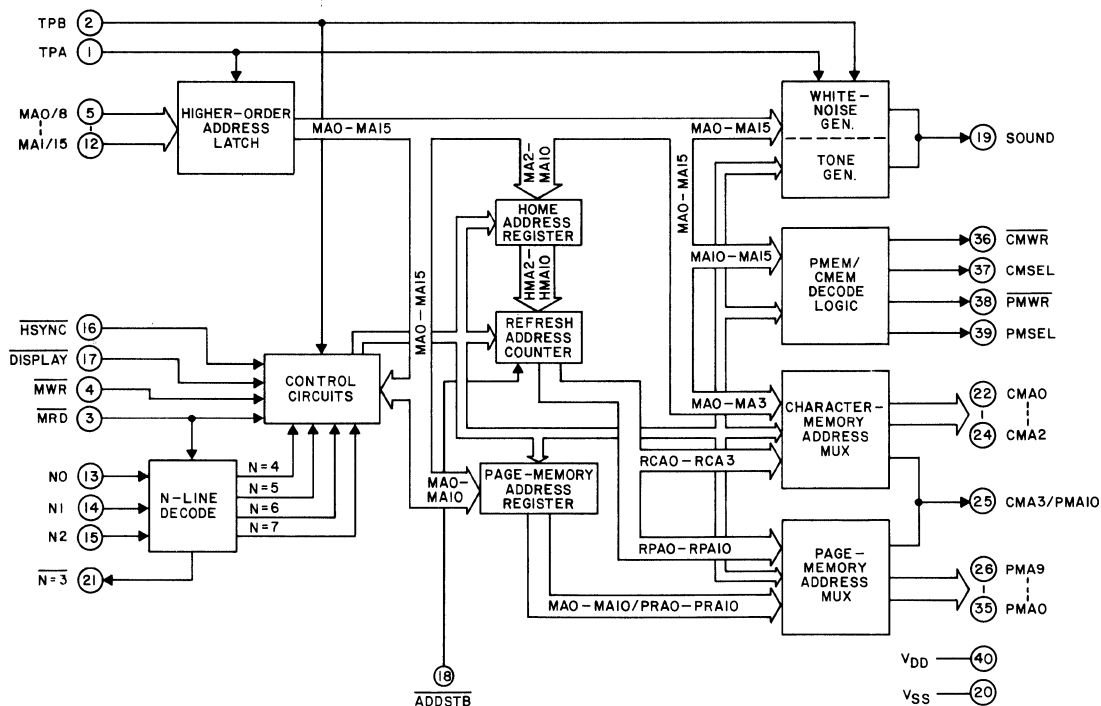 TPB 2
TPA 1
MA0/8 5
MA1/15 12
HIGHER-ORDER
ADDRESS
LATCH
MA0-MA15
MA0-MA15
MA2-
MA10
HOME
ADDRESS
REGISTER
HMA2-
HMA10
REFRESH
ADDRESS
COUNTER
MA0-MA15
MA0-MA15
MA0-MA15
WHITE-
NOISE
GEN.
TONE
GEN.
19 SOUND
MA10-MA15
PMEM/
CMEM
DECODE
LOGIC
36 CMWR
37 CMSEL
38 PMWR
39 PMSEL
HSYNC 16
DISPLAY 17
MWR 4
MRD 3
CONTROL
CIRCUITS
N0 13
N1 14
N2 15
N=3 21
N-LINE
DECODE
N=4
N=5
N=6
N=7
MA0-
MA10
PAGE-MEMORY
ADDRESS
REGISTER
MA0-MA3
RCA0-RCA3
CHARACTER-
MEMORY
ADDRESS
MUX
22 CMA0
24 CMA2
25 CMA3/PMA10
RPA0-RPA10
MA0-MA10/PRA0-PRA10
PAGE-
MEMORY
ADDRESS
MUX
26 PMA9
35 PMA0
18
ADDSTB
VDD 40
VSS 20